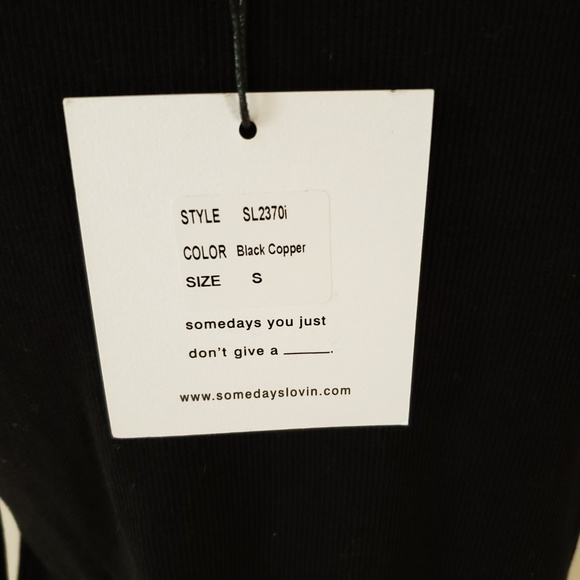 STYLE SL2370i
COLOR Black Copper
SIZE S
somedays you just
don't give a _____.
www.somedayslovin.com